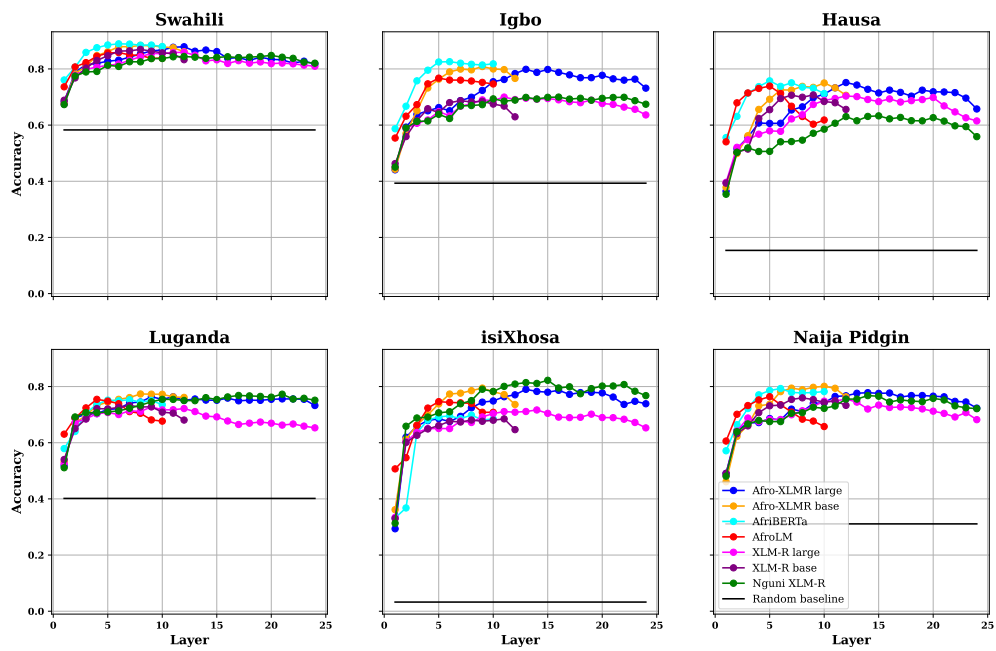 Swahili
Igbo
Hausa
Accuracy
0.8
0.6
0.4
0.2
0.0
Luganda
isiXhosa
Naija Pidgin
Accuracy
0.8
0.6
0.4
0.2
0.0
0 5 10 15 20 25
Layer
0 5 10 15 20 25
Layer
0 5 10 15 20 25
Layer
Afro-XLMR large
Afro-XLMR base
AfriBERTa
AfroLM
XLM-R large
XLM-R base
Nguni XLM-R
Random baseline